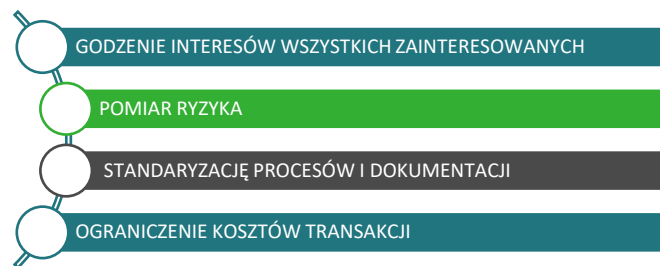 GODZENIE INTERESÓW WSZYSTKICH ZAINTERESOWANYCH
POMIAR RYZYKA
STANDARYZACJĘ PROCESÓW I DOKUMENTACJI
OGRANICZENIE KOSZTÓW TRANSAKCJI